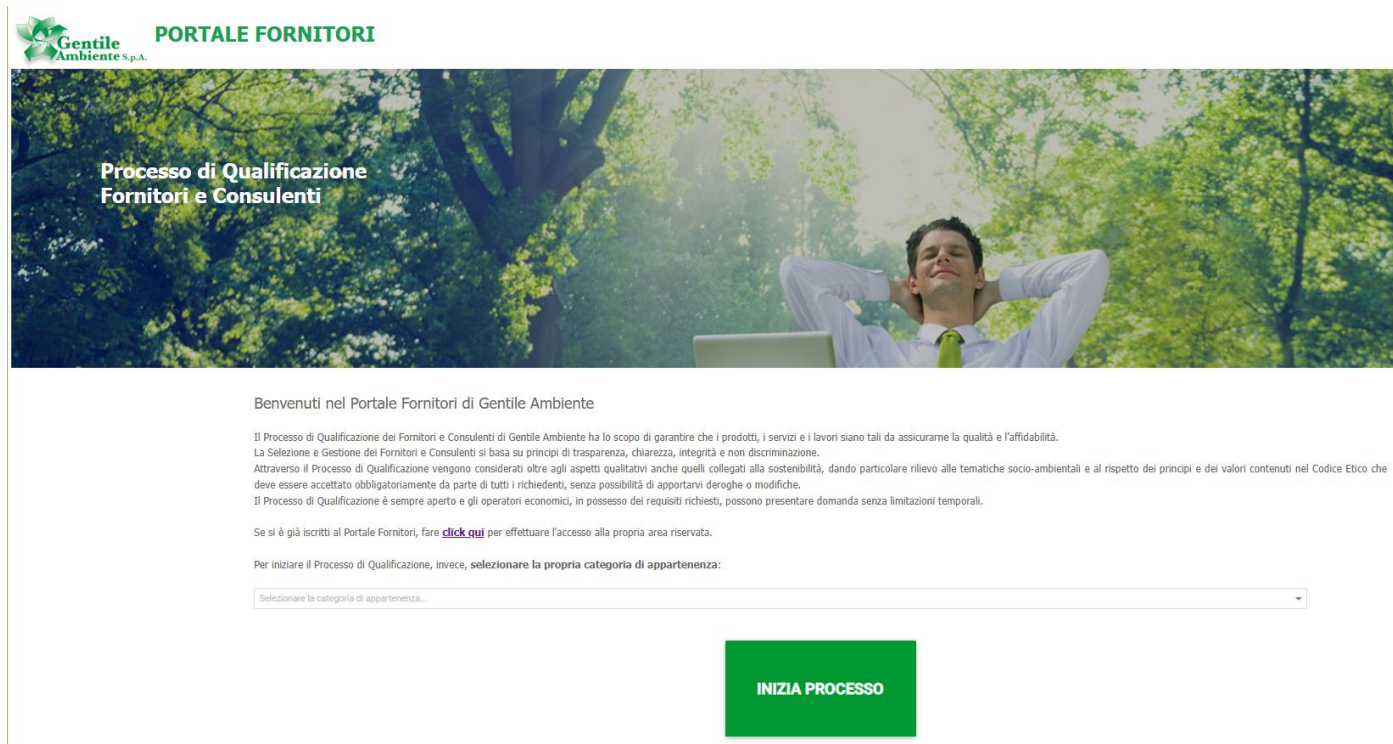 Gentile
Ambiente S.p.A.
PORTALE FORNITORI
Processo di Qualificazione
Fornitori e Consulenti
Benvenuti nel Portale Fornitori di Gentile Ambiente
Il Processo di Qualificazione dei Fornitori e Consulenti di Gentile Ambiente ha lo scopo di garantire che i prodotti, i servizi e i lavori siano tali da assicurarne la qualità e l'affidabilità.
La Selezione e Gestione dei Fornitori e Consulenti si basa su principi di trasparenza, chiarezza, integrità e non discriminazione.
Attraverso il Processo di Qualificazione vengono considerati oltre agli aspetti qualitativi anche quelli collegati alla sostenibilità, dando particolare rilievo alle tematiche socio-ambientali e al rispetto dei principi e dei valori contenuti nel Codice Etico che
deve essere accettato obbligatoriamente da parte di tutti i richiedenti, senza possibilità di apportarvi deroghe o modifiche.
Il Processo di Qualificazione è sempre aperto e gli operatori economici, in possesso dei requisiti richiesti, possono presentare domanda senza limitazioni temporali.
Se si è già iscritti al Portale Fornitori, fare click qui per effettuare l'accesso alla propria area riservata.
Per iniziare il Processo di Qualificazione, invece, selezionare la propria categoria di appartenenza:
Selezionare la categoria di appartenenza...
INIZIA PROCESSO